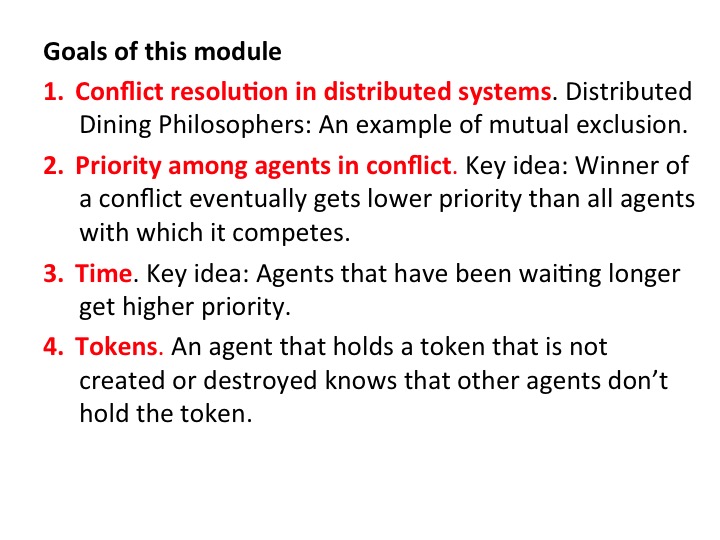 Goals of this module
1. Conflict resolution in distributed systems. Distributed
Dining Philosophers: An example of mutual exclusion.
2. Priority among agents in conflict. Key idea: Winner of
a conflict eventually gets lower priority than all agents
with which it competes.
3. Time. Key idea: Agents that have been waiting longer
get higher priority.
4. Tokens. An agent that holds a token that is not
created or destroyed knows that other agents don’t
hold the token.